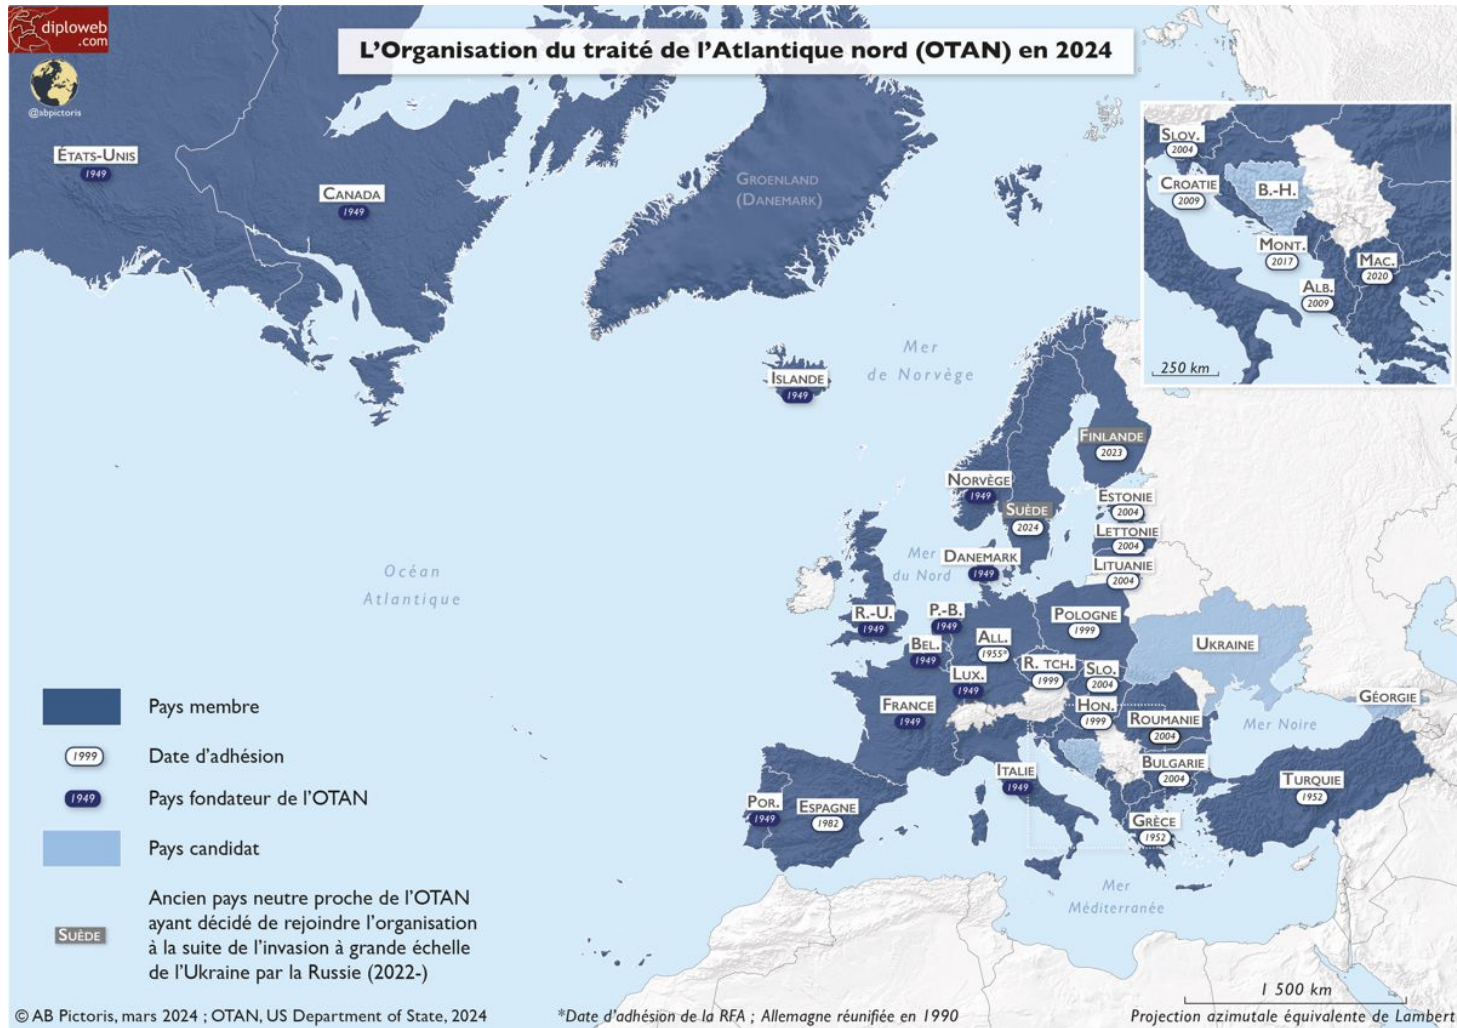 diploweb
.com
@abpictoris
L'Organisation du traité de l'Atlantique nord (OTAN) en 2024
États-Unis
1949
Canada
1949
Groenland
(Danemark)
Slov.
2004
Croatie
2009
B.-H.
Mont.
2017
Mac.
2020
Alb.
2009
250 km
Islande
1949
Mer
de Norvège
Finlande
2023
Norvège
1949
Suède
2024
Estonie
2004
Lettonie
2004
Lituanie
2004
Mer
du Nord
Danemark
1949
Océan
Atlantique
R.-U.
1949
P.-B.
1949
Bel.
1949
All.
1955*
Lux.
1949
Pologne
1999
R. tch.
1999
Slo.
2004
Hon.
1999
Ukraine
Géorgie
France
1949
Roumanie
2004
Mer Noire
Bulgarie
2004
Italie
1949
Turquie
1952
Por.
1949
Espagne
1982
Grèce
1952
Mer
Méditerranée
Pays membre
1999
Date d'adhésion
1949
Pays fondateur de l'OTAN
Pays candidat
Suède
Ancien pays neutre proche de l'OTAN
ayant décidé de rejoindre l'organisation
à la suite de l'invasion à grande échelle
de l'Ukraine par la Russie (2022-)
1 500 km
© AB Pictoris, mars 2024 ; OTAN, US Department of State, 2024
*Date d'adhésion de la RFA ; Allemagne réunifiée en 1990
Projection azimutale équivalente de Lambert